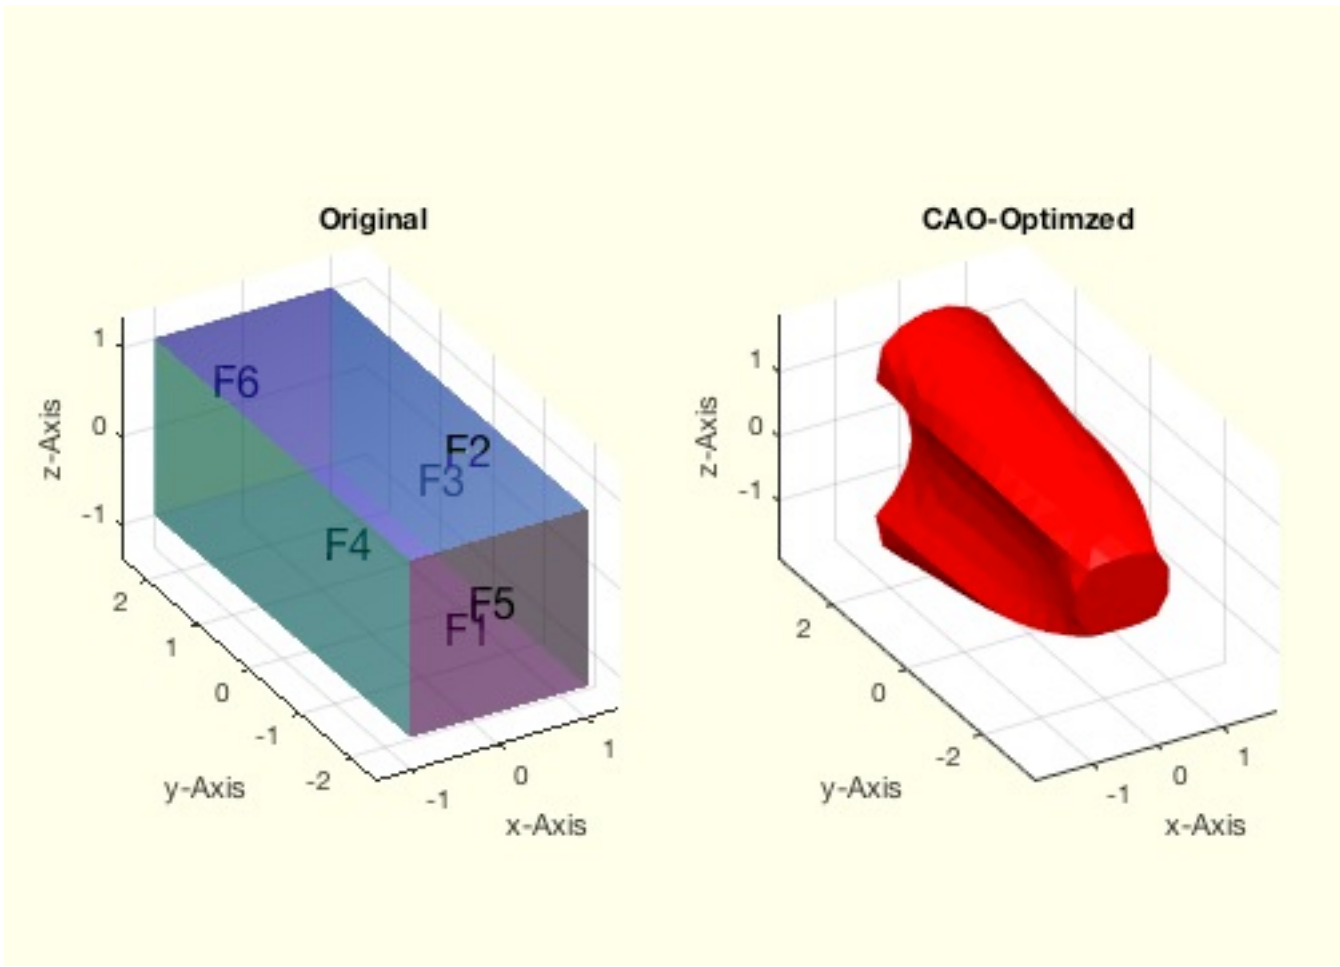 Original
1
0
-1
z-Axis
2
1
0
-1
-2
y-Axis
-1
0
1
x-Axis
F6
F2
F3
F4
F5
F1
CAO-Optimzed
1
0
-1
z-Axis
2
0
-2
y-Axis
-1
0
1
x-Axis